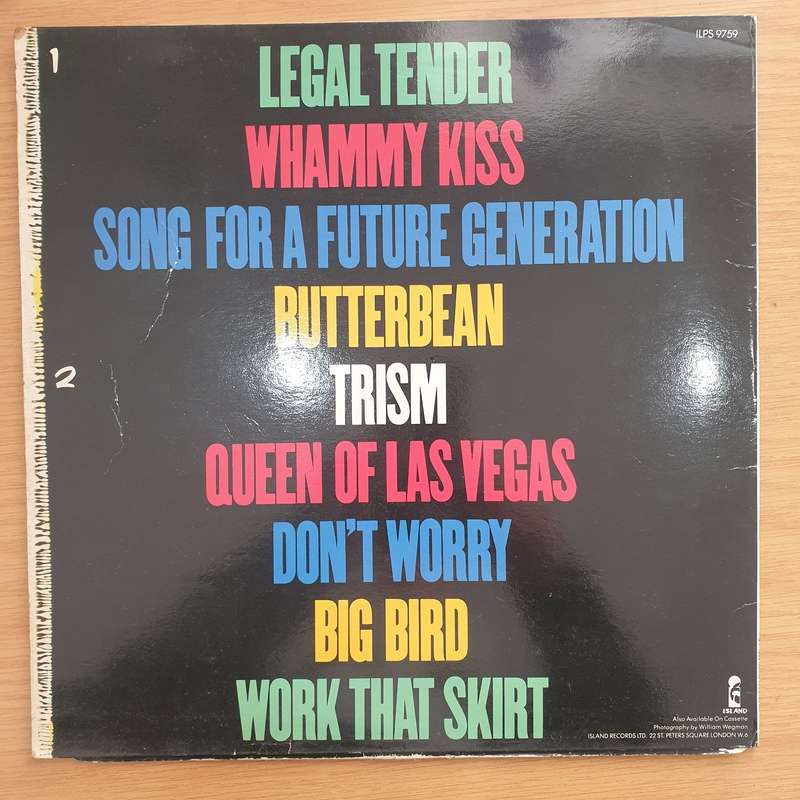 ILPS 9759
1
LEGAL TENDER
WHAMMY KISS
SONG FOR A FUTURE GENERATION
BUTTERBEAN
2
TRISM
QUEEN OF LAS VEGAS
DON'T WORRY
BIG BIRD
WORK THAT SKIRT
ISLAND
Also Available On Cassette
Photography by William Wegman
ISLAND RECORDS LTD. 22 ST. PETERS SQUARE LONDON W.6